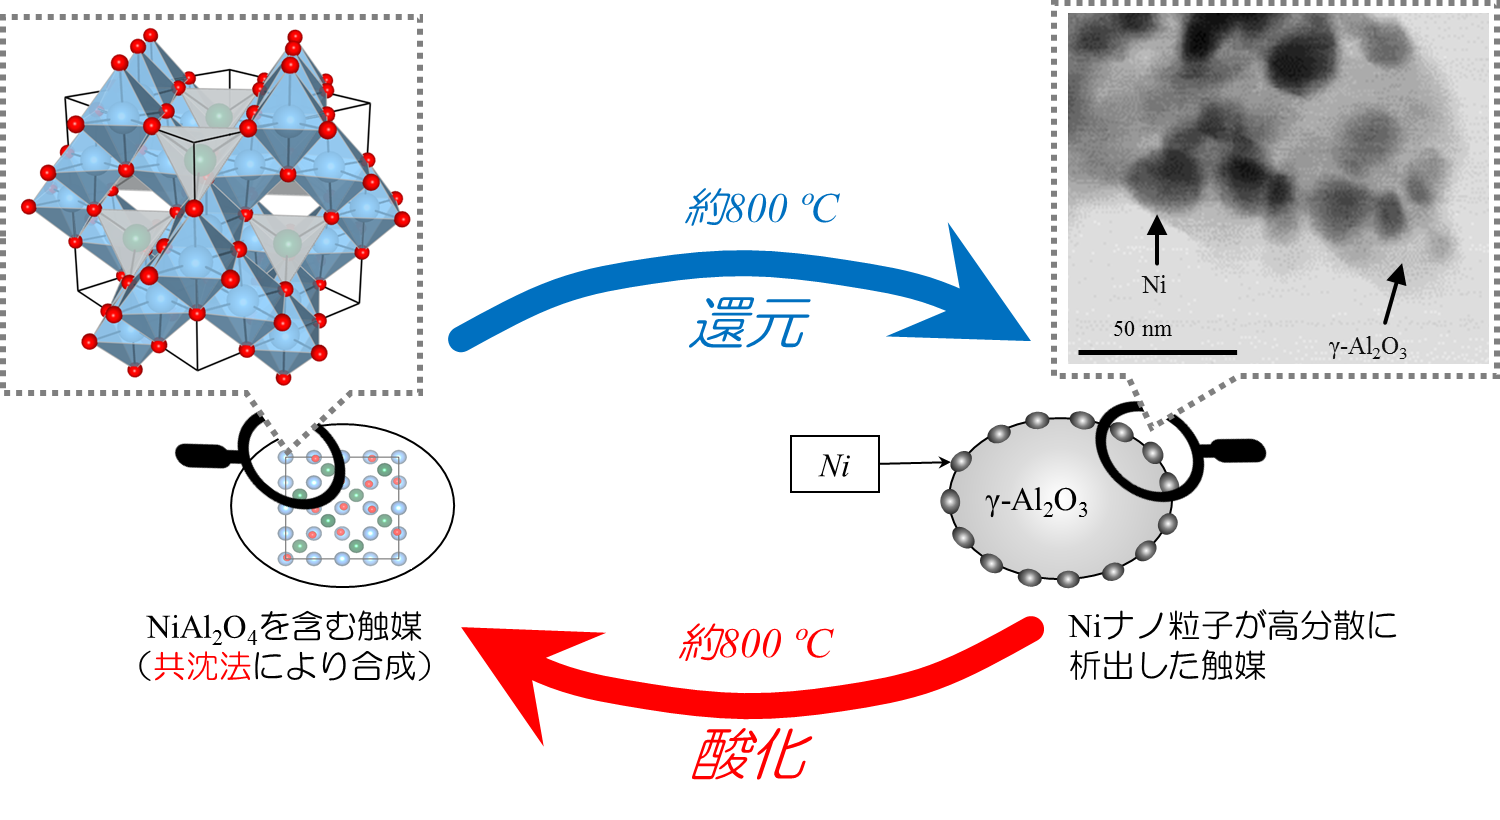 約800 ℃
還元
Ni
50 nm
γ-Al₂O₃
Ni
γ-Al₂O₃
NiAl₂O₄を含む触媒
（共沈法により合成）
約800 ℃
酸化
Niナノ粒子が高分散に
析出した触媒